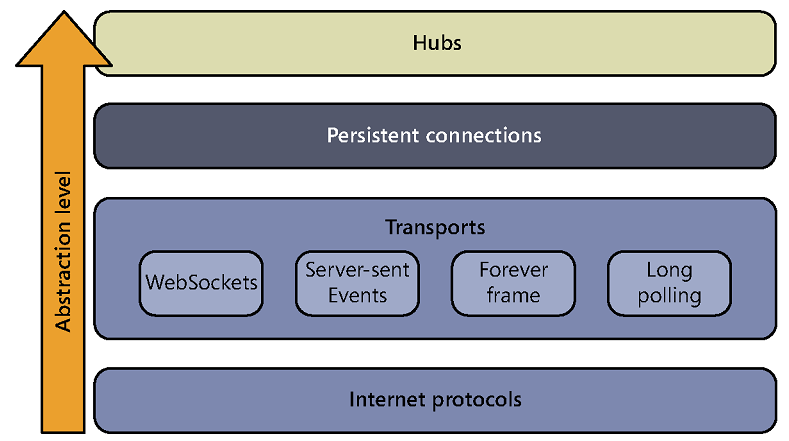 Hubs
Persistent connections
Transports
WebSockets
Server-sent
Events
Forever
frame
Long
polling
Internet protocols
Abstraction level